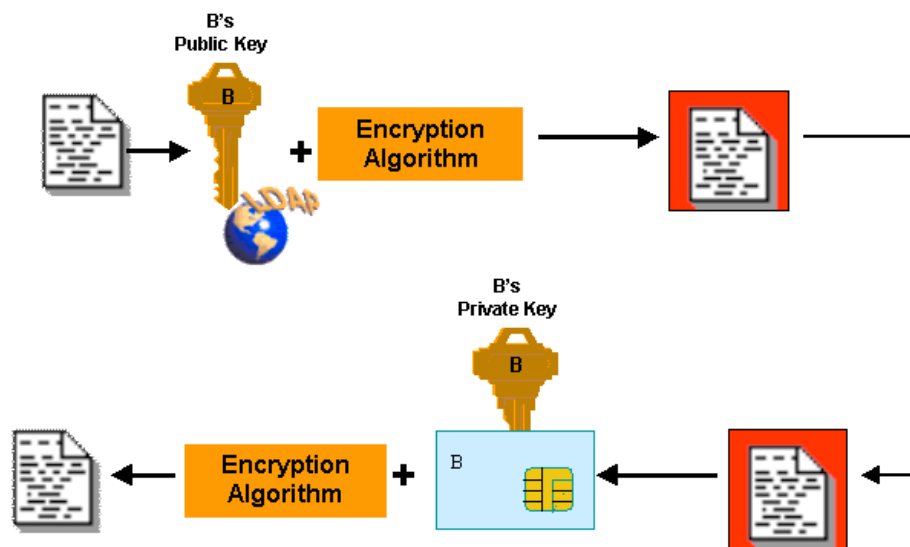 B's
Public Key
B
+
Encryption
Algorithm
LDAP
B's
Private Key
B
Encryption
Algorithm
+
B